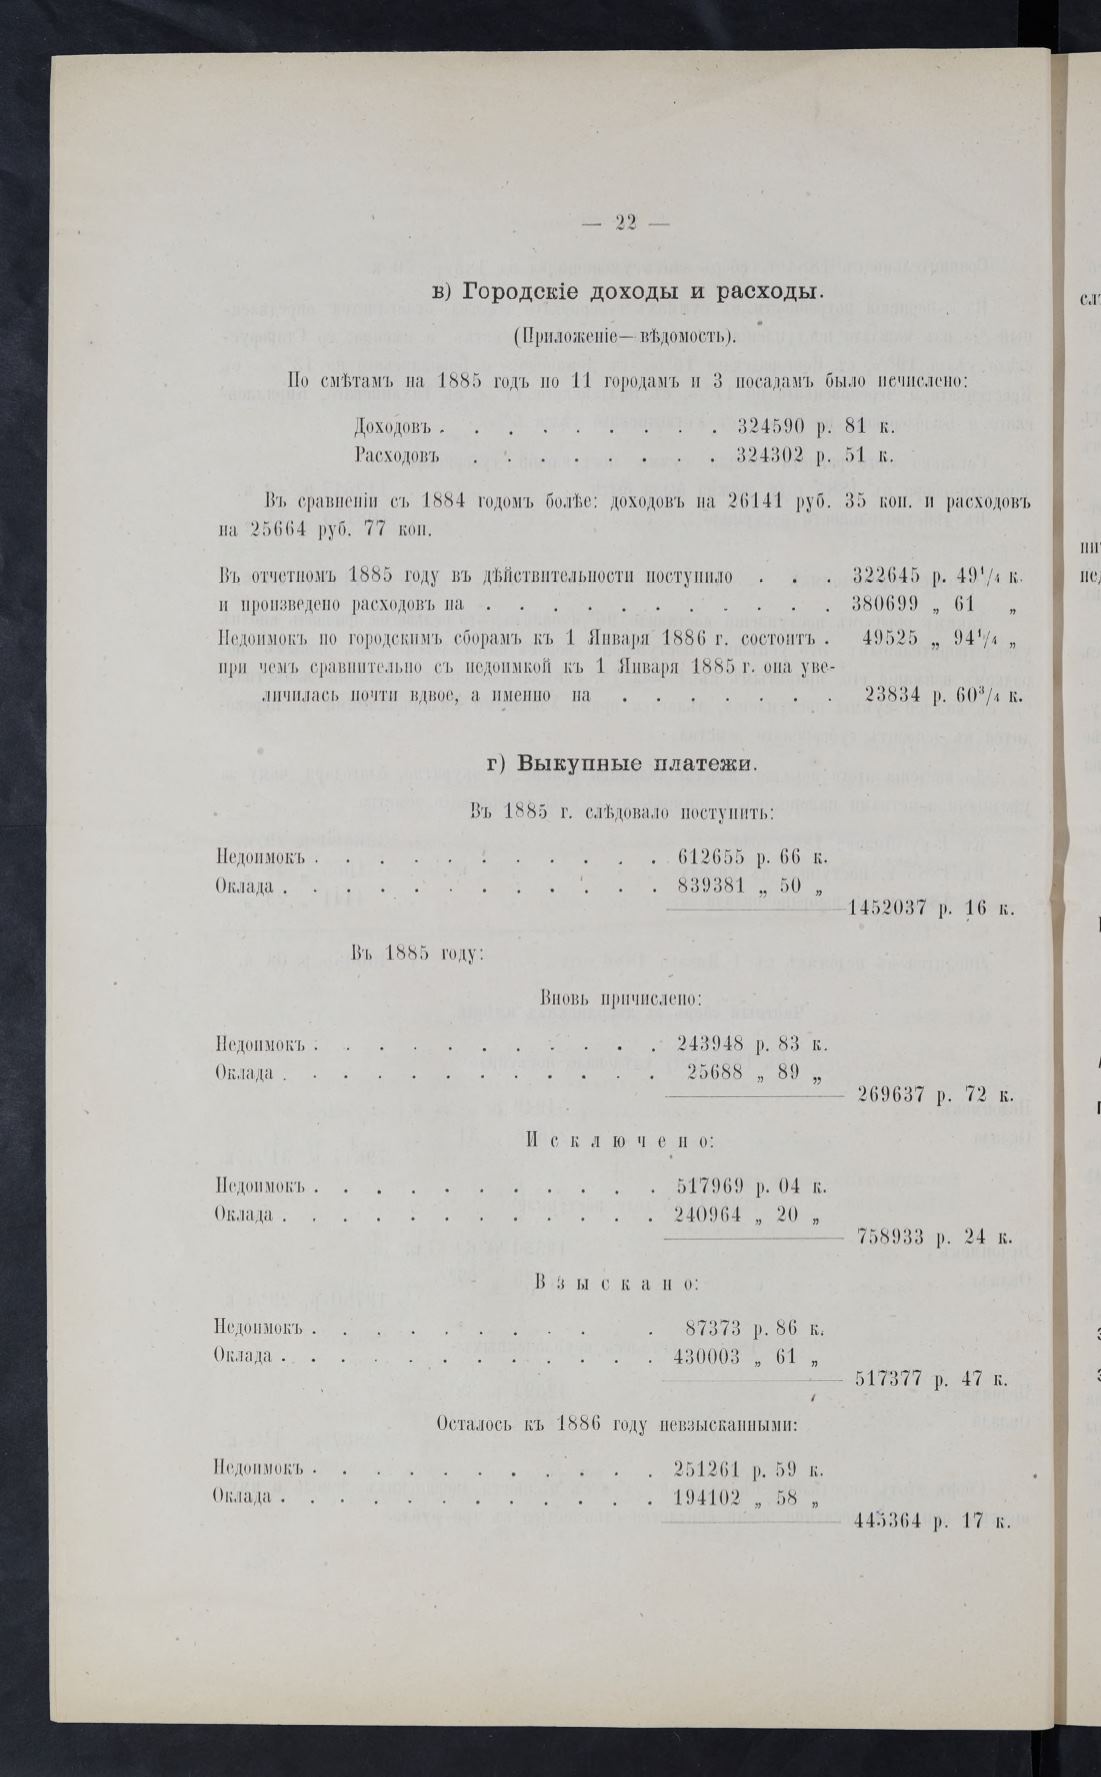 — 22 —
в) Городскіе доходы и расходы.
(Приложеніе— вѣдомость).
По смѣтамъ на 1885 годъ по 11 городамъ и 3 посадамъ было исчислено:
Доходовъ . . . . . . . . . 324590 р. 81 к.
Расходовъ . . . . . . . 324302 р. 51 к.
Въ сравненіи съ 1884 годомъ болѣе: доходовъ на 26141 руб. 35 коп. и расходовъ
на 25664 руб. 77 коп.
Въ отчетномъ 1885 году въ дѣйствительности поступило . . . 322645 р. 49¹/₄ к.
и произведено расходовъ на . . . . . . . . . . . 380699 „ 61 „
Недоимокъ по городскимъ сборамъ къ 1 Января 1886 г. состоитъ . 49525 „ 94¹/₄ „
при чемъ сравнительно съ недоимкой къ 1 Января 1885 г. она уве-
личилась почти вдвое, а именно на . . . . . . . 23834 р. 60³/₄ к.
г) Выкупные платежи.
Въ 1885 г. слѣдовало поступить:
Недоимокъ . . . . . . . . . . . 612655 р. 66 к.
Оклада . . . . . . . . . . . . 839381 „ 50 „
1452037 р. 16 к.
Въ 1885 году:
Вновь причислено:
Недоимокъ . . . . . . . . . . . 243948 р. 83 к.
Оклада . . . . . . . . . . . . 25688 „ 89 „
269637 р. 72 к.
Исключено:
Недоимокъ . . . . . . . . . . . 517969 р. 04 к.
Оклада . . . . . . . . . . . . 240964 „ 20 „
758933 р. 24 к.
Взыскано:
Недоимокъ . . . . . . . . . . 87373 р. 86 к.
Оклада . . . . . . . . . . . . 430003 „ 61 „
517377 р. 47 к.
Осталось къ 1886 году невзысканными:
Недоимокъ . . . . . . . . . . . 251261 р. 59 к.
Оклада . . . . . . . . . . . . 194102 „ 58 „
445364 р. 17 к.